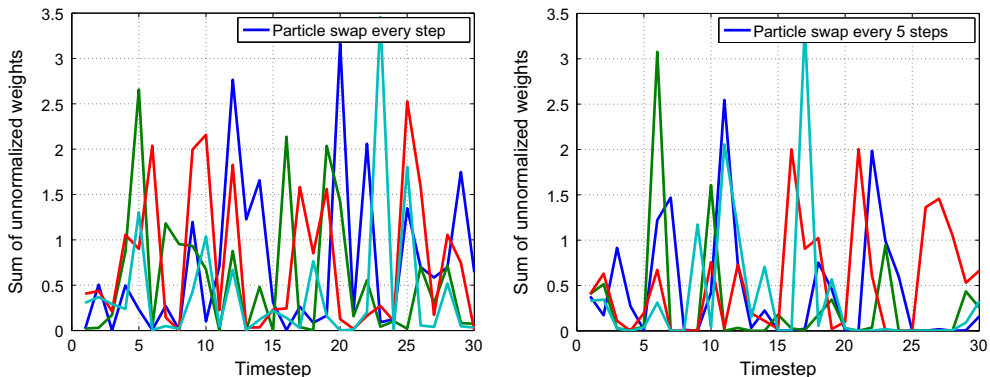 Particle swap every step
3.5
3
2.5
2
1.5
1
0.5
0
Sum of unnormalized weights
0 5 10 15 20 25 30
Timestep
Particle swap every 5 steps
3.5
3
2.5
2
1.5
1
0.5
0
Sum of unnormalized weights
0 5 10 15 20 25 30
Timestep